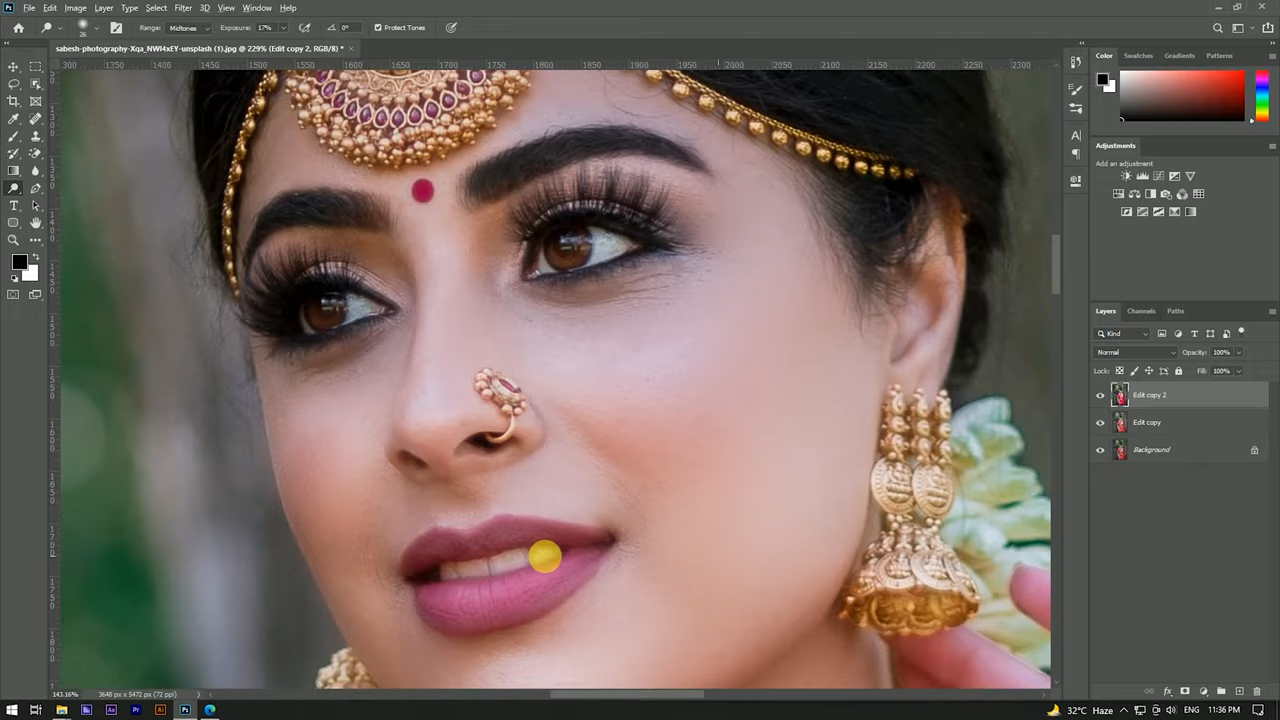 File Edit Image Layer Type Select Filter 3D View Window Help
Range: Midtones Exposure: 17% 0° Protect Tones
26
sabesh-photography-Xqa_NWI4xEY-unsplash (1).jpg @ 229% (Edit copy 2, RGB/8) *
300 1350 1400 1450 1500 1550 1600 1650 1700 1750 1800 1850 1900 1950 2000 2050 2100 2150 2200 2250 2300
Color Swatches Gradients Patterns
Adjustments
Add an adjustment
Layers Channels Paths
Kind
Normal Opacity: 100%
Lock: Fill: 100%
Edit copy 2
Edit copy
Background
143.16% 3648 px x 5472 px (72 ppi)
32°C Haze ENG 11:36 PM